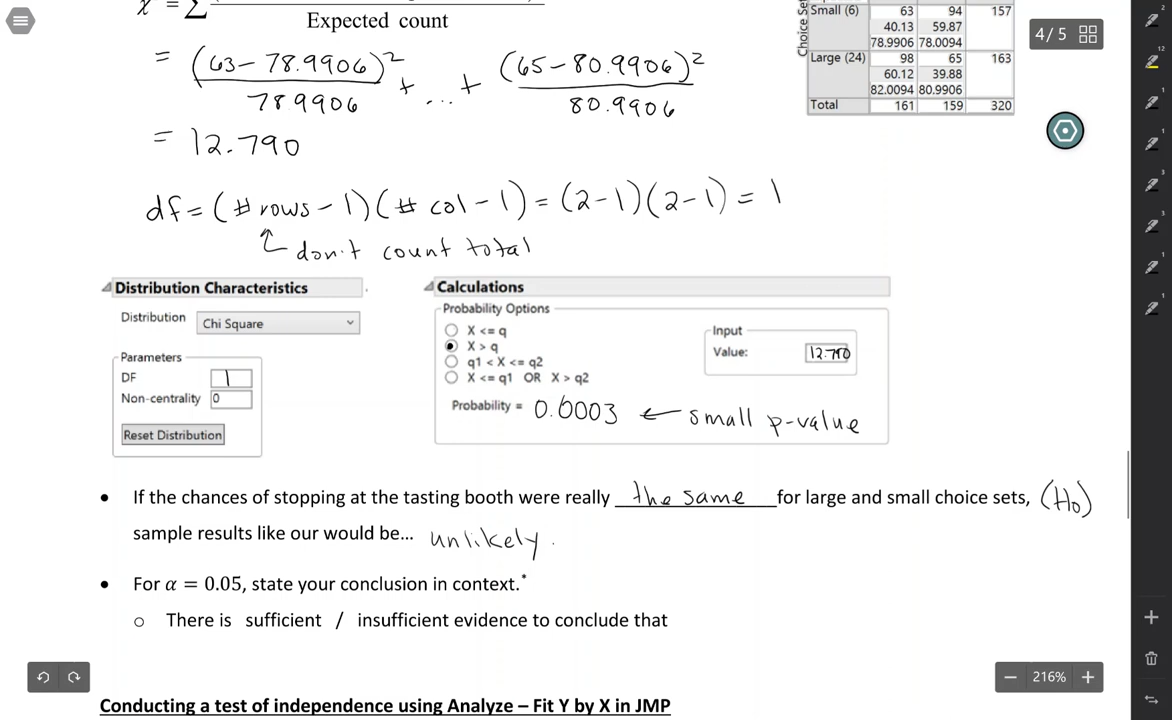 χ² = Σ
Expected count
= (63 - 78.9906)² / 78.9906 + ... + (65 - 80.9906)² / 80.9906
= 12.790
df = (# rows - 1)(# col - 1) = (2-1)(2-1) = 1
don't count total
Choice Se
Small (6) 63 94 157
40.13 59.87
78.9906 78.0094
Large (24) 98 65 163
60.12 39.88
82.0094 80.9906
Total 161 159 320
4 / 5
Distribution Characteristics
Distribution Chi Square
Parameters
DF 1
Non-centrality 0
Reset Distribution
Calculations
Probability Options
X <= q
X > q
q1 < X <= q2
X <= q1 OR X > q2
Input
Value: 12.790
Probability = 0.0003 ← small p-value
• If the chances of stopping at the tasting booth were really the same for large and small choice sets, (H₀)
sample results like our would be... unlikely.
• For α = 0.05, state your conclusion in context.*
o There is sufficient / insufficient evidence to conclude that
216%
Conducting a test of independence using Analyze – Fit Y by X in JMP